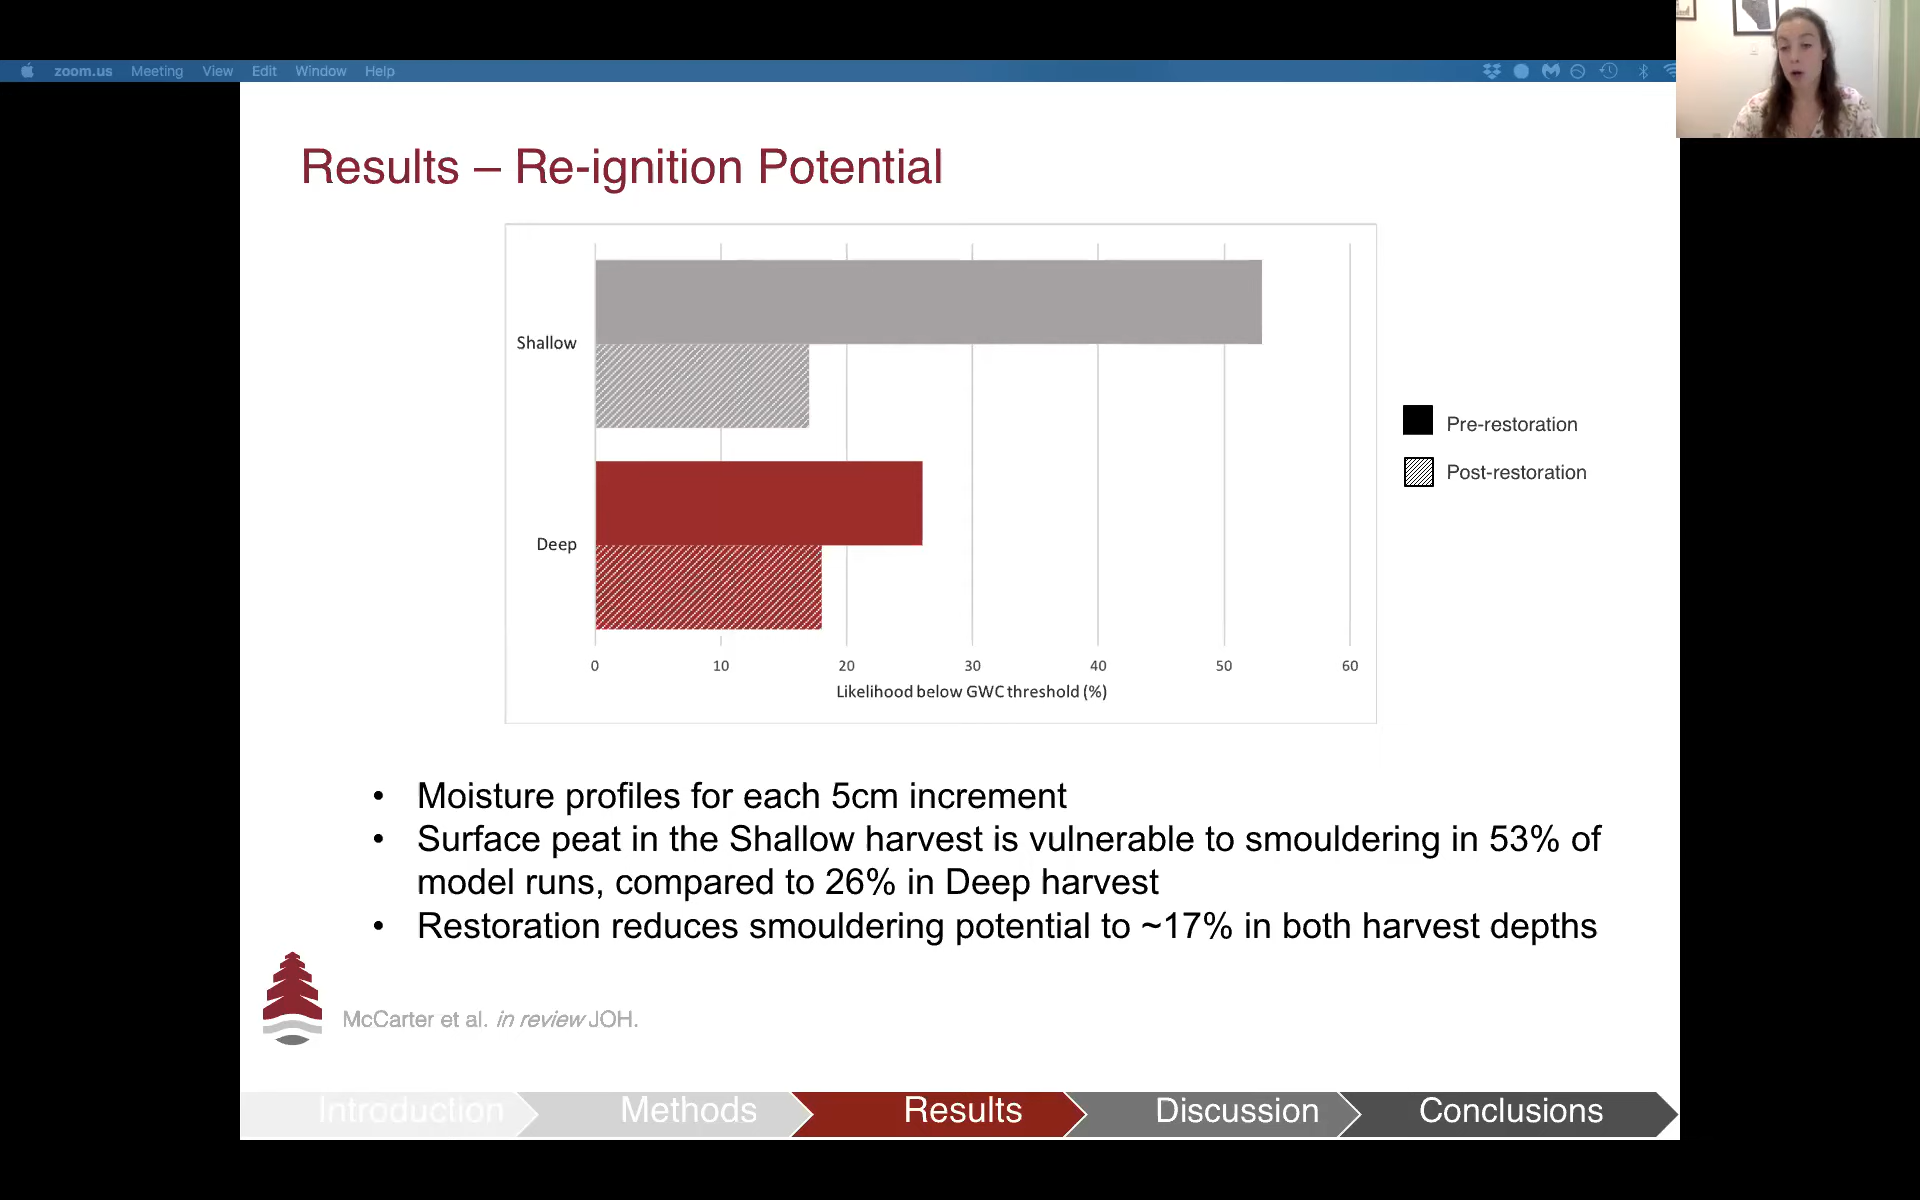 zoom.us Meeting View Edit Window Help
Results – Re-ignition Potential
Shallow
Deep
0 10 20 30 40 50 60
Likelihood below GWC threshold (%)
Pre-restoration
Post-restoration
• Moisture profiles for each 5cm increment
• Surface peat in the Shallow harvest is vulnerable to smouldering in 53% of
model runs, compared to 26% in Deep harvest
• Restoration reduces smouldering potential to ~17% in both harvest depths
McCarter et al. in review JOH.
Introduction Methods Results Discussion Conclusions